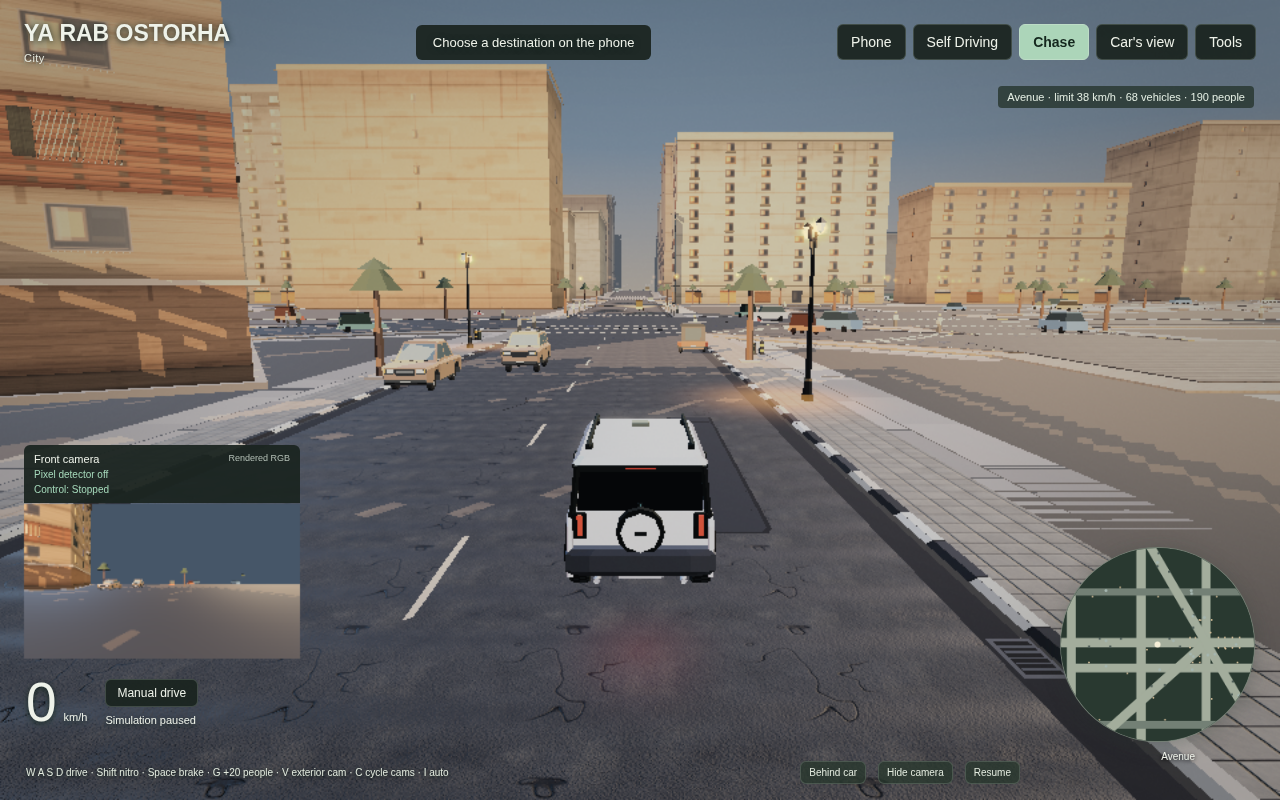 YA RAB OSTORHA
City
Choose a destination on the phone
Phone
Self Driving
Chase
Car's view
Tools
Avenue · limit 38 km/h · 68 vehicles · 190 people
Front camera
Rendered RGB
Pixel detector off
Control: Stopped
0 km/h
Manual drive
Simulation paused
Avenue
W A S D drive · Shift nitro · Space brake · G +20 people · V exterior cam · C cycle cams · I auto
Behind car
Hide camera
Resume